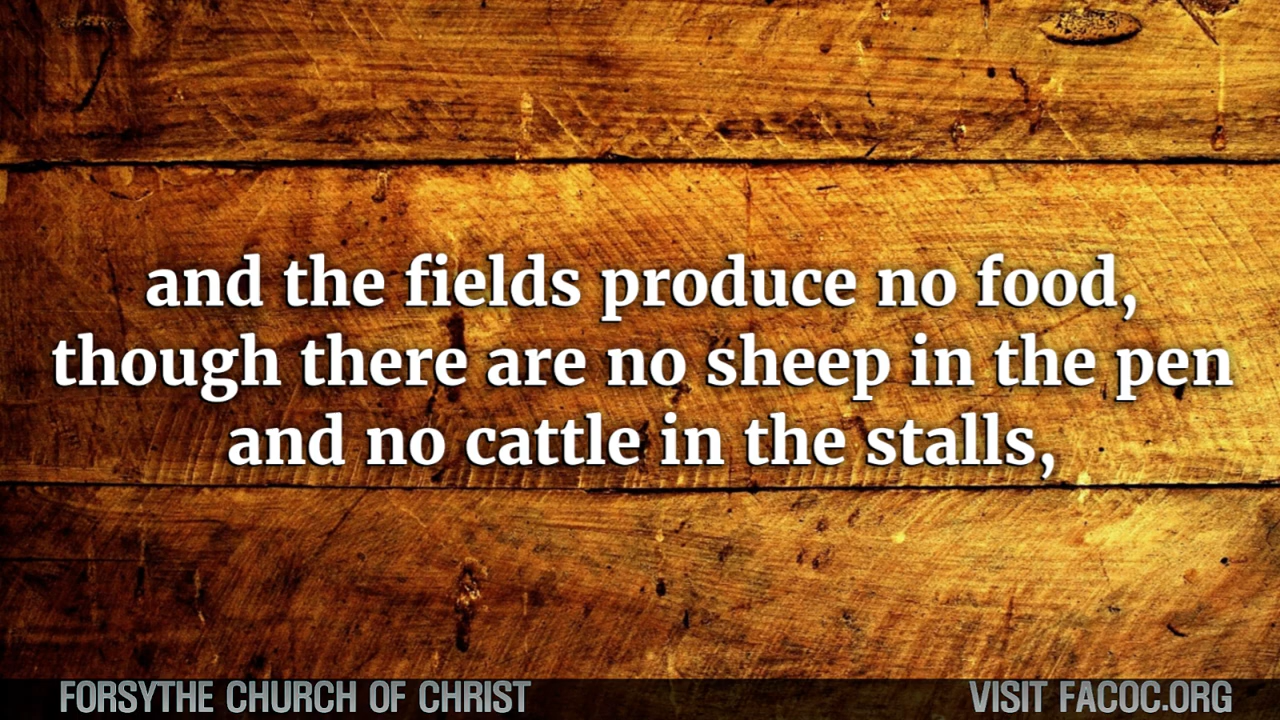 and the fields produce no food,
though there are no sheep in the pen
and no cattle in the stalls,
FORSYTHE CHURCH OF CHRIST
VISIT FACOC.ORG